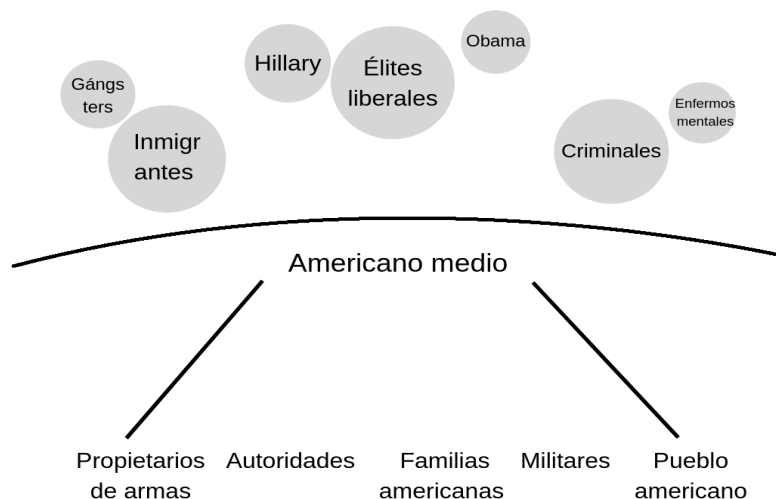 Obama
Hillary
Élites
liberales
Gángs
ters
Enfermos
mentales
Inmigr
antes
Criminales
Americano medio
Propietarios
de armas
Autoridades
Familias
americanas
Militares
Pueblo
americano